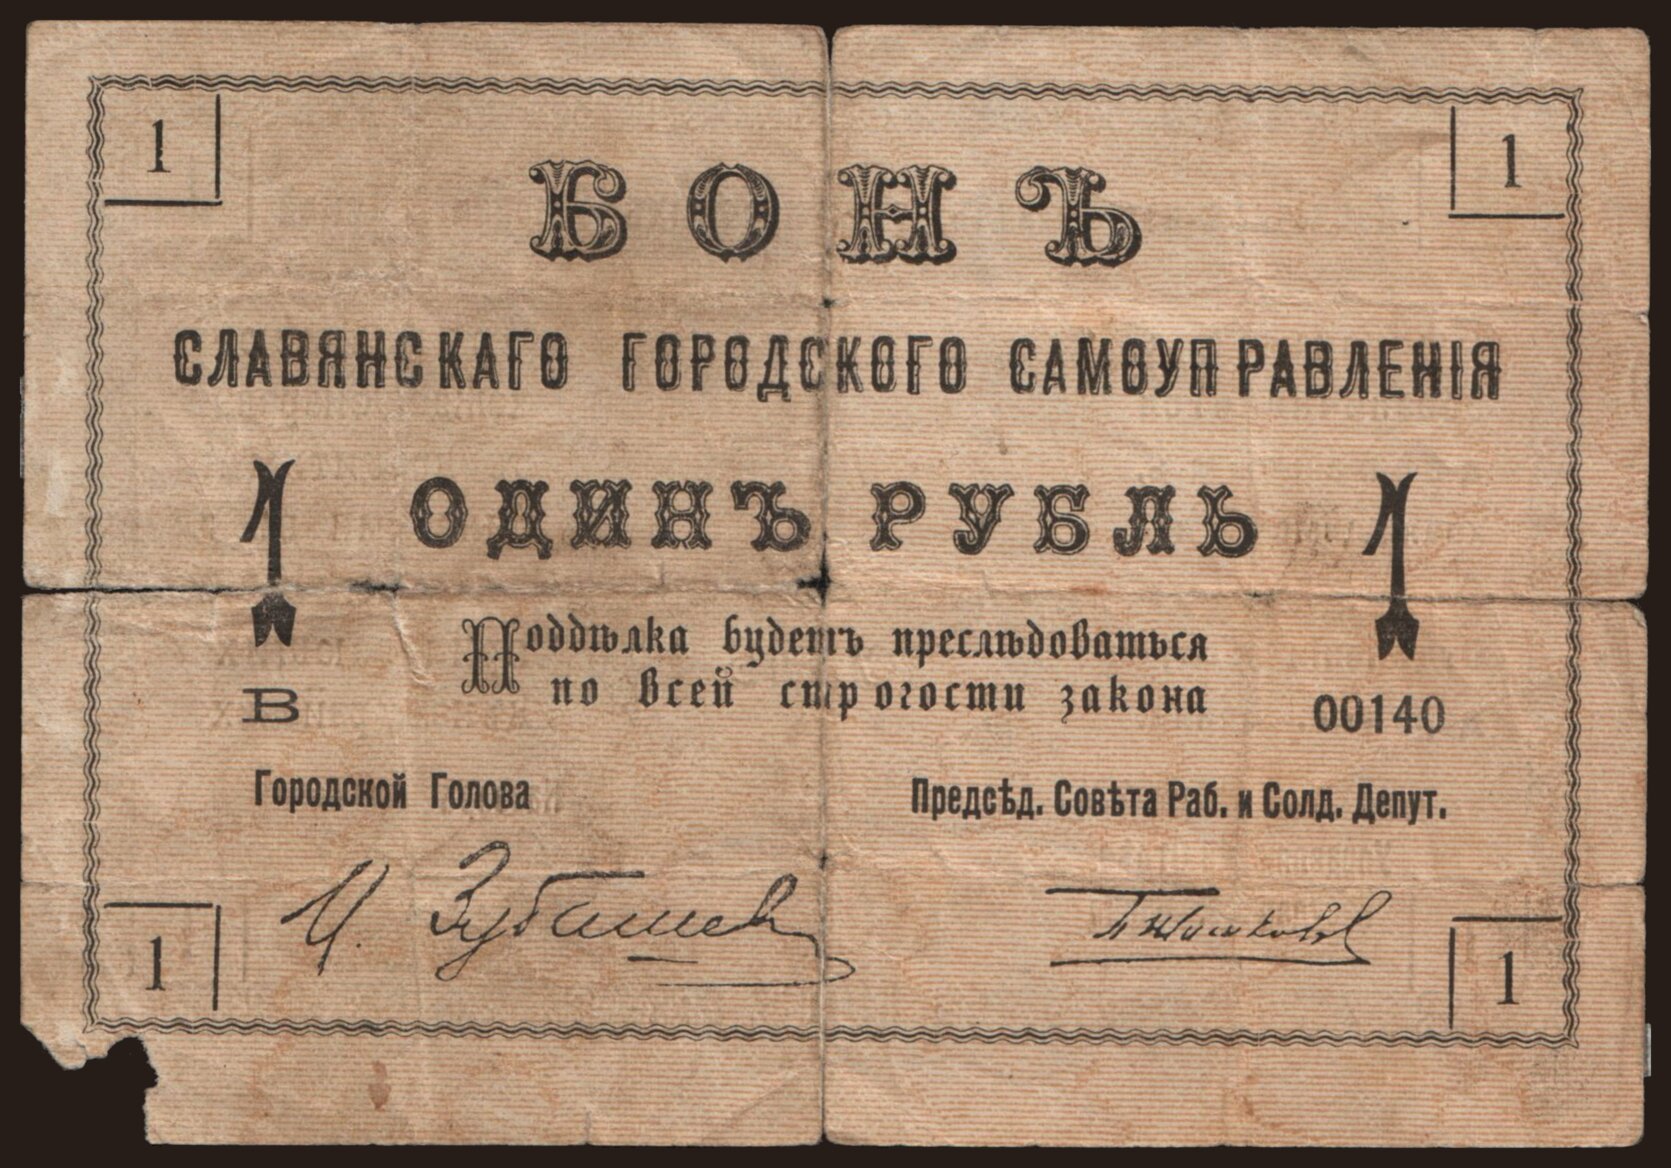 1 1
БОНЪ
СЛАВЯНСКАГО ГОРОДСКОГО САМОУПРАВЛЕНІЯ
1 ОДИНЪ РУБЛЬ 1
Поддѣлка будетъ преслѣдоваться
по всей строгости закона
В 00140
Городской Голова Предсѣд. Совѣта Раб. и Солд. Депут.
И. Зубашев
1 1